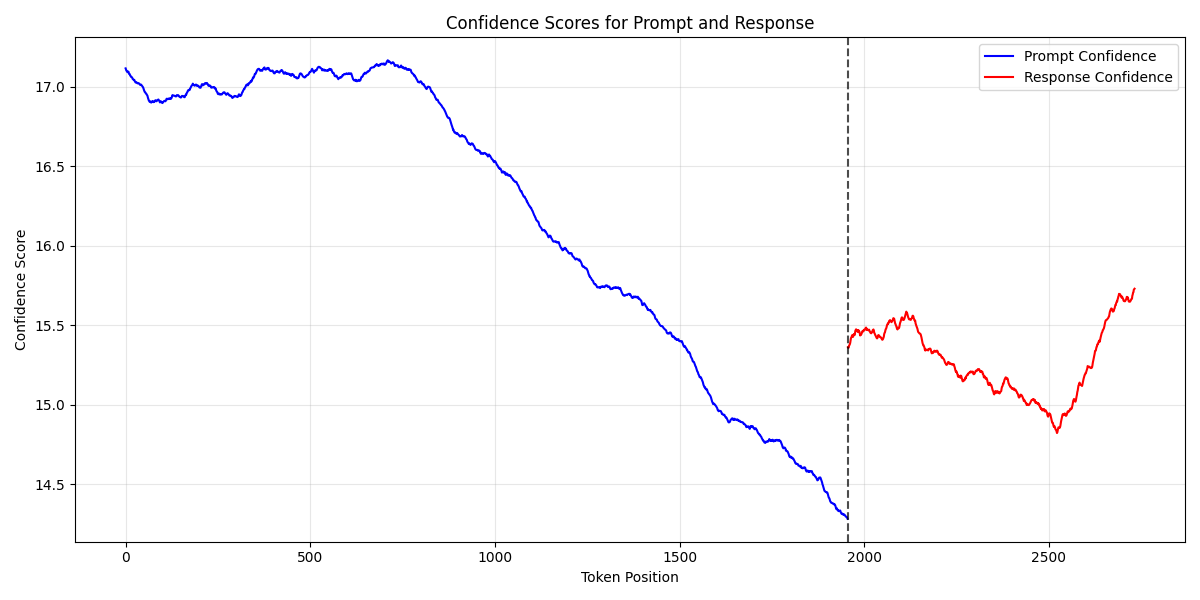 Confidence Scores for Prompt and Response
Prompt Confidence
Response Confidence
Confidence Score
17.0
16.5
16.0
15.5
15.0
14.5
0
500
1000
1500
2000
2500
Token Position